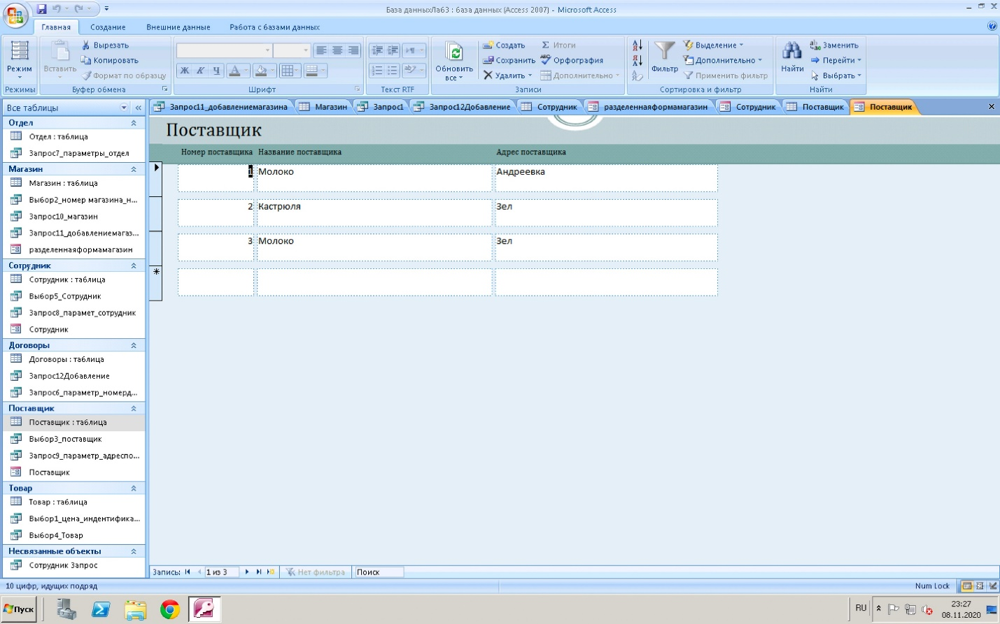 База данныхЛа63 : база данных (Access 2007) - Microsoft Access
Главная Создание Внешние данные Работа с базами данных
Режим
Режимы
Вставить
Вырезать
Копировать
Формат по образцу
Буфер обмена
Ж К Ч А
Шрифт
Текст RTF
Обновить
все
Создать
Сохранить
Удалить
Итоги
Орфография
Дополнительно
Записи
Фильтр
Выделение
Дополнительно
Применить фильтр
Сортировка и фильтр
Найти
Заменить
Перейти
Выбрать
Найти
Все таблицы
Запрос11_добавлениемагазина Магазин Запрос1 Запрос12Добавление Сотрудник разделеннаяформамагазин Сотрудник Поставщик Поставщик
Отдел
Отдел : таблица
Запрос7_параметры_отдел
Магазин
Магазин : таблица
Выбор2_номер магазина_н...
Запрос10_магазин
Запрос11_добавлениемагаз...
разделеннаяформамагазин
Сотрудник
Сотрудник : таблица
Выбор5_Сотрудник
Запрос8_парамет_сотрудник
Сотрудник
Договоры
Договоры : таблица
Запрос12Добавление
Запрос6_параметр_номерд...
Поставщик
Поставщик : таблица
Выбор3_поставщик
Запрос9_параметр_адреспо...
Поставщик
Товар
Товар : таблица
Выбор1_цена_индентифика...
Выбор4_Товар
Несвязанные объекты
Сотрудник Запрос
Поставщик
Номер поставщика Название поставщика Адрес поставщика
1 Молоко Андреевка
2 Кастрюля Зел
3 Молоко Зел
Запись: 1 из 3 Нет фильтра Поиск
10 цифр, идущих подряд
Num Lock
Пуск
RU
23:27
08.11.2020